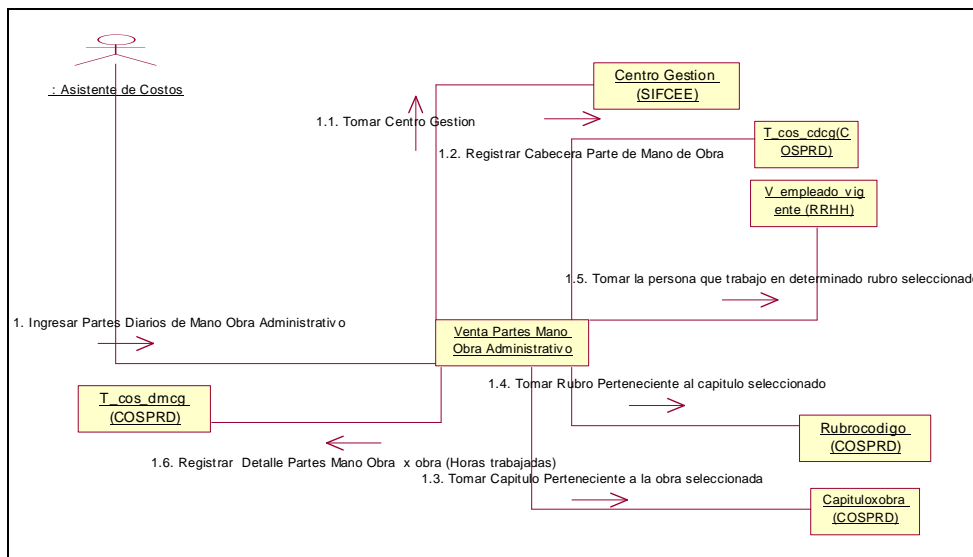 Centro Gestion
(SIFCEE)
: Asistente de Costos
1.1. Tomar Centro Gestion
T_cos_cdcg(C
OSPRD)
1.2. Registrar Cabecera Parte de Mano de Obra
V_empleado_vig
ente (RRHH)
1.5. Tomar la persona que trabajo en determinado rubro seleccionado
1. Ingresar Partes Diarios de Mano Obra Administrativo
Venta Partes Mano
Obra Administrativo
1.4. Tomar Rubro Perteneciente al capitulo seleccionado
T_cos_dmcg
(COSPRD)
Rubrocodigo
(COSPRD)
1.6. Registrar Detalle Partes Mano Obra x obra (Horas trabajadas)
1.3. Tomar Capitulo Perteneciente a la obra seleccionada
Capituloxobra
(COSPRD)